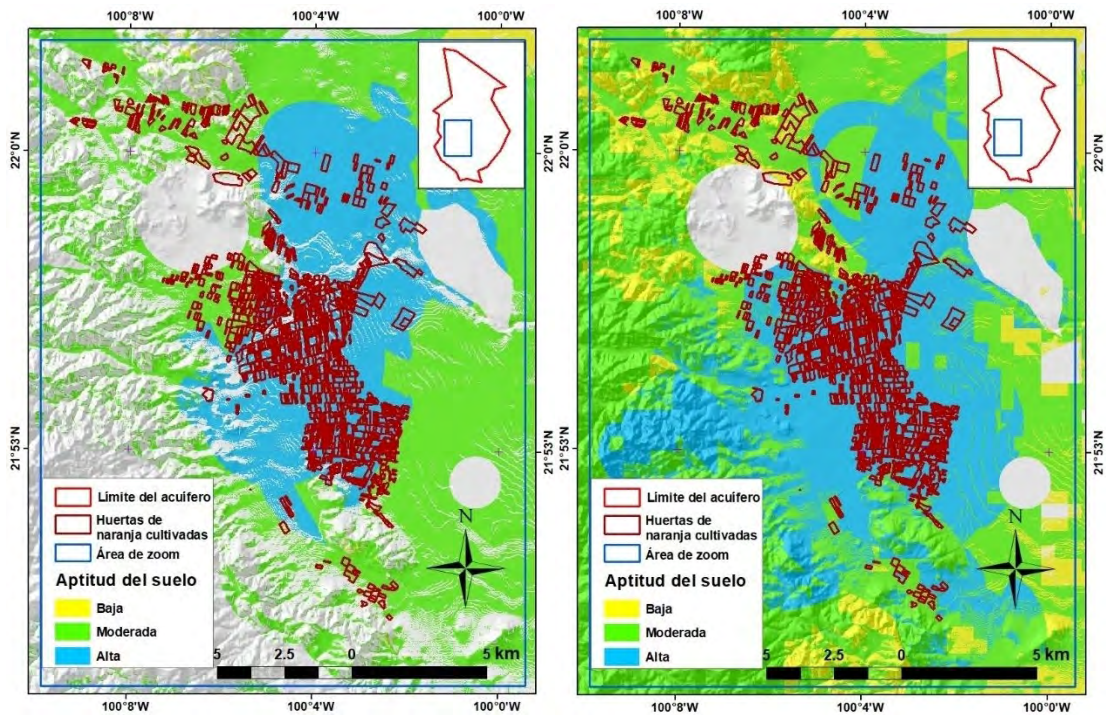 100°8'W 100°4'W 100°0'W
100°8'W 100°4'W 100°0'W
22°0'N
22°0'N
22°0'N
21°53'N
21°53'N
21°53'N
Límite del acuífero
Huertas de
naranja cultivadas
Área de zoom
Aptitud del suelo
Baja
Moderada
Alta
N
5 2.5 0 5 km
Límite del acuífero
Huertas de
naranja cultivadas
Área de zoom
Aptitud del suelo
Baja
Moderada
Alta
N
5 2.5 0 5 km
100°8'W 100°4'W 100°0'W
100°8'W 100°4'W 100°0'W